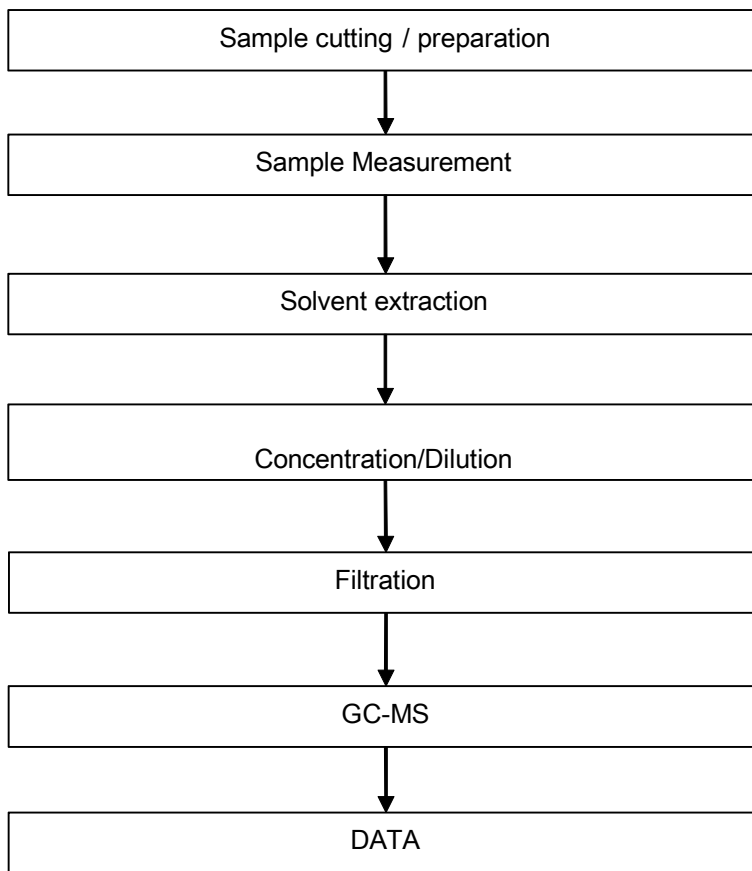 Sample cutting / preparation
Sample Measurement
Solvent extraction
Concentration/Dilution
Filtration
GC-MS
DATA